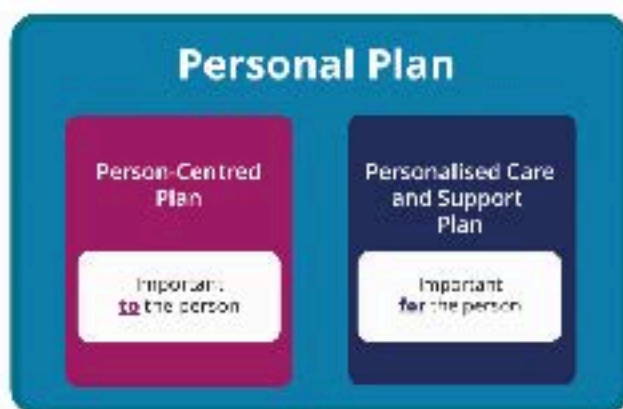 Personal Plan
Person-Centred
Plan
Important
to the person
Personalised Care
and Support
Plan
Important
for the person